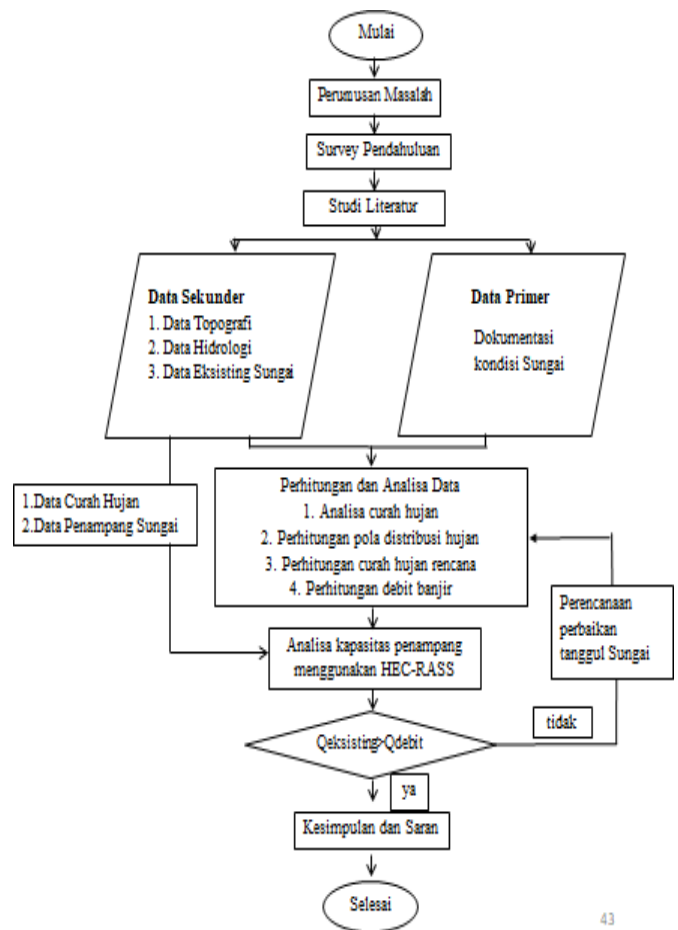 Mulai
Perumusan Masalah
Survey Pendahuluan
Studi Literatur
Data Sekunder
1. Data Topografi
2. Data Hidrologi
3. Data Eksisting Sungai
Data Primer
Dokumentasi
kondisi Sungai
1.Data Curah Hujan
2.Data Penampang Sungai
Perhitungan dan Analisa Data
1. Analisa curah hujan
2. Perhitungan pola distribusi hujan
3. Perhitungan curah hujan rencana
4. Perhitungan debit banjir
Perencanaan
perbaikan
tanggul Sungai
Analisa kapasitas penampang
menggunakan HEC-RASS
Qeksisting>Qdebit
tidak
ya
Kesimpulan dan Saran
Selesai
43